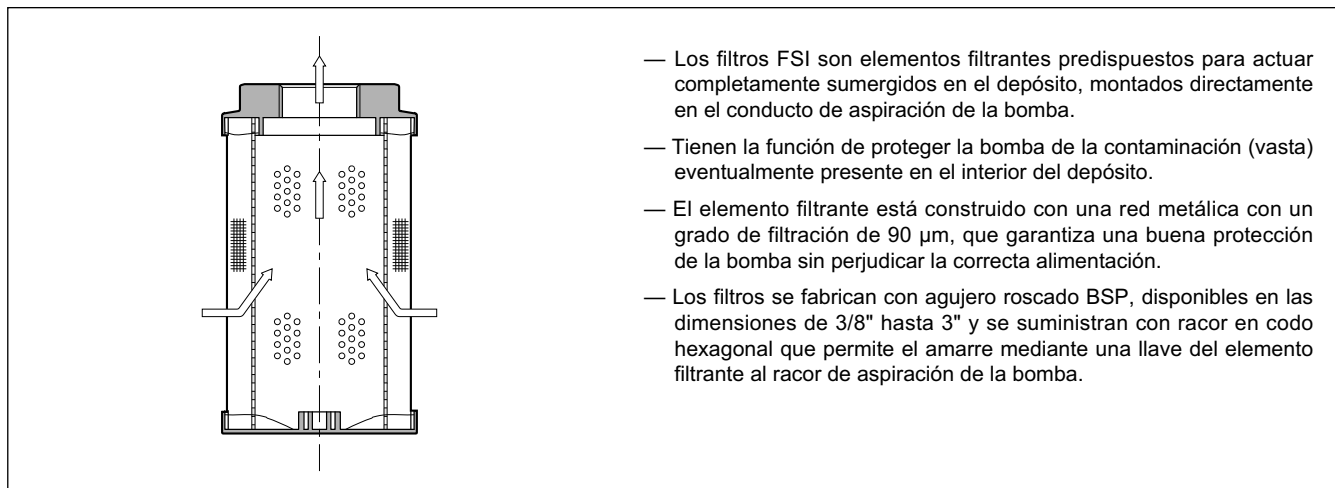 — Los filtros FSI son elementos filtrantes predispuestos para actuar
completamente sumergidos en el depósito, montados directamente
en el conducto de aspiración de la bomba.
— Tienen la función de proteger la bomba de la contaminación (vasta)
eventualmente presente en el interior del depósito.
— El elemento filtrante está construido con una red metálica con un
grado de filtración de 90 µm, que garantiza una buena protección
de la bomba sin perjudicar la correcta alimentación.
— Los filtros se fabrican con agujero roscado BSP, disponibles en las
dimensiones de 3/8" hasta 3" y se suministran con racor en codo
hexagonal que permite el amarre mediante una llave del elemento
filtrante al racor de aspiración de la bomba.